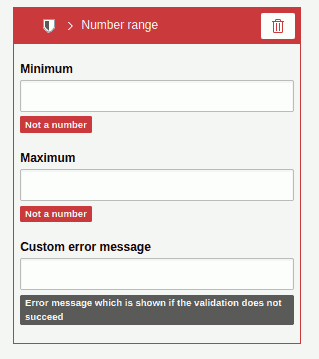 Number range
Minimum
Not a number
Maximum
Not a number
Custom error message
Error message which is shown if the validation does not
succeed